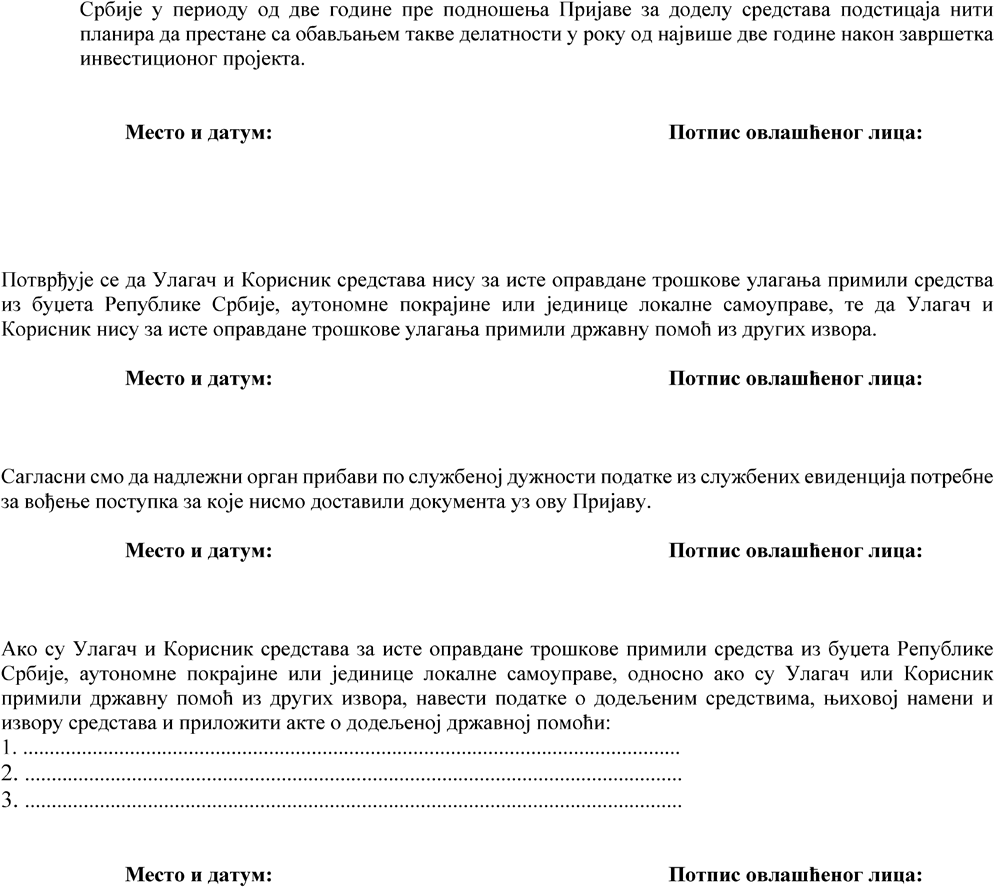 Србије у периоду од две године пре подношења Пријаве за доделу средстава подстицаја нити
планира да престане са обављањем такве делатности у року од највише две године након завршетка
инвестиционог пројекта.
Место и датум: Потпис овлашћеног лица:
Потврђује се да Улагач и Корисник средстава нису за исте оправдане трошкове улагања примили средства
из буџета Републике Србије, аутономне покрајине или јединице локалне самоуправе, те да Улагач и
Корисник нису за исте оправдане трошкове улагања примили државну помоћ из других извора.
Место и датум: Потпис овлашћеног лица:
Сагласни смо да надлежни орган прибави по службеној дужности податке из службених евиденција потребне
за вођење поступка за које нисмо доставили документа уз ову Пријаву.
Место и датум: Потпис овлашћеног лица:
Ако су Улагач и Корисник средстава за исте оправдане трошкове примили средства из буџета Републике
Србије, аутономне покрајине или јединице локалне самоуправе, односно ако су Улагач или Корисник
примили државну помоћ из других извора, навести податке о додељеним средствима, њиховој намени и
извору средстава и приложити акте о додељеној државној помоћи:
1. ............................................................................................................................
2. ............................................................................................................................
3. ............................................................................................................................
Место и датум: Потпис овлашћеног лица: